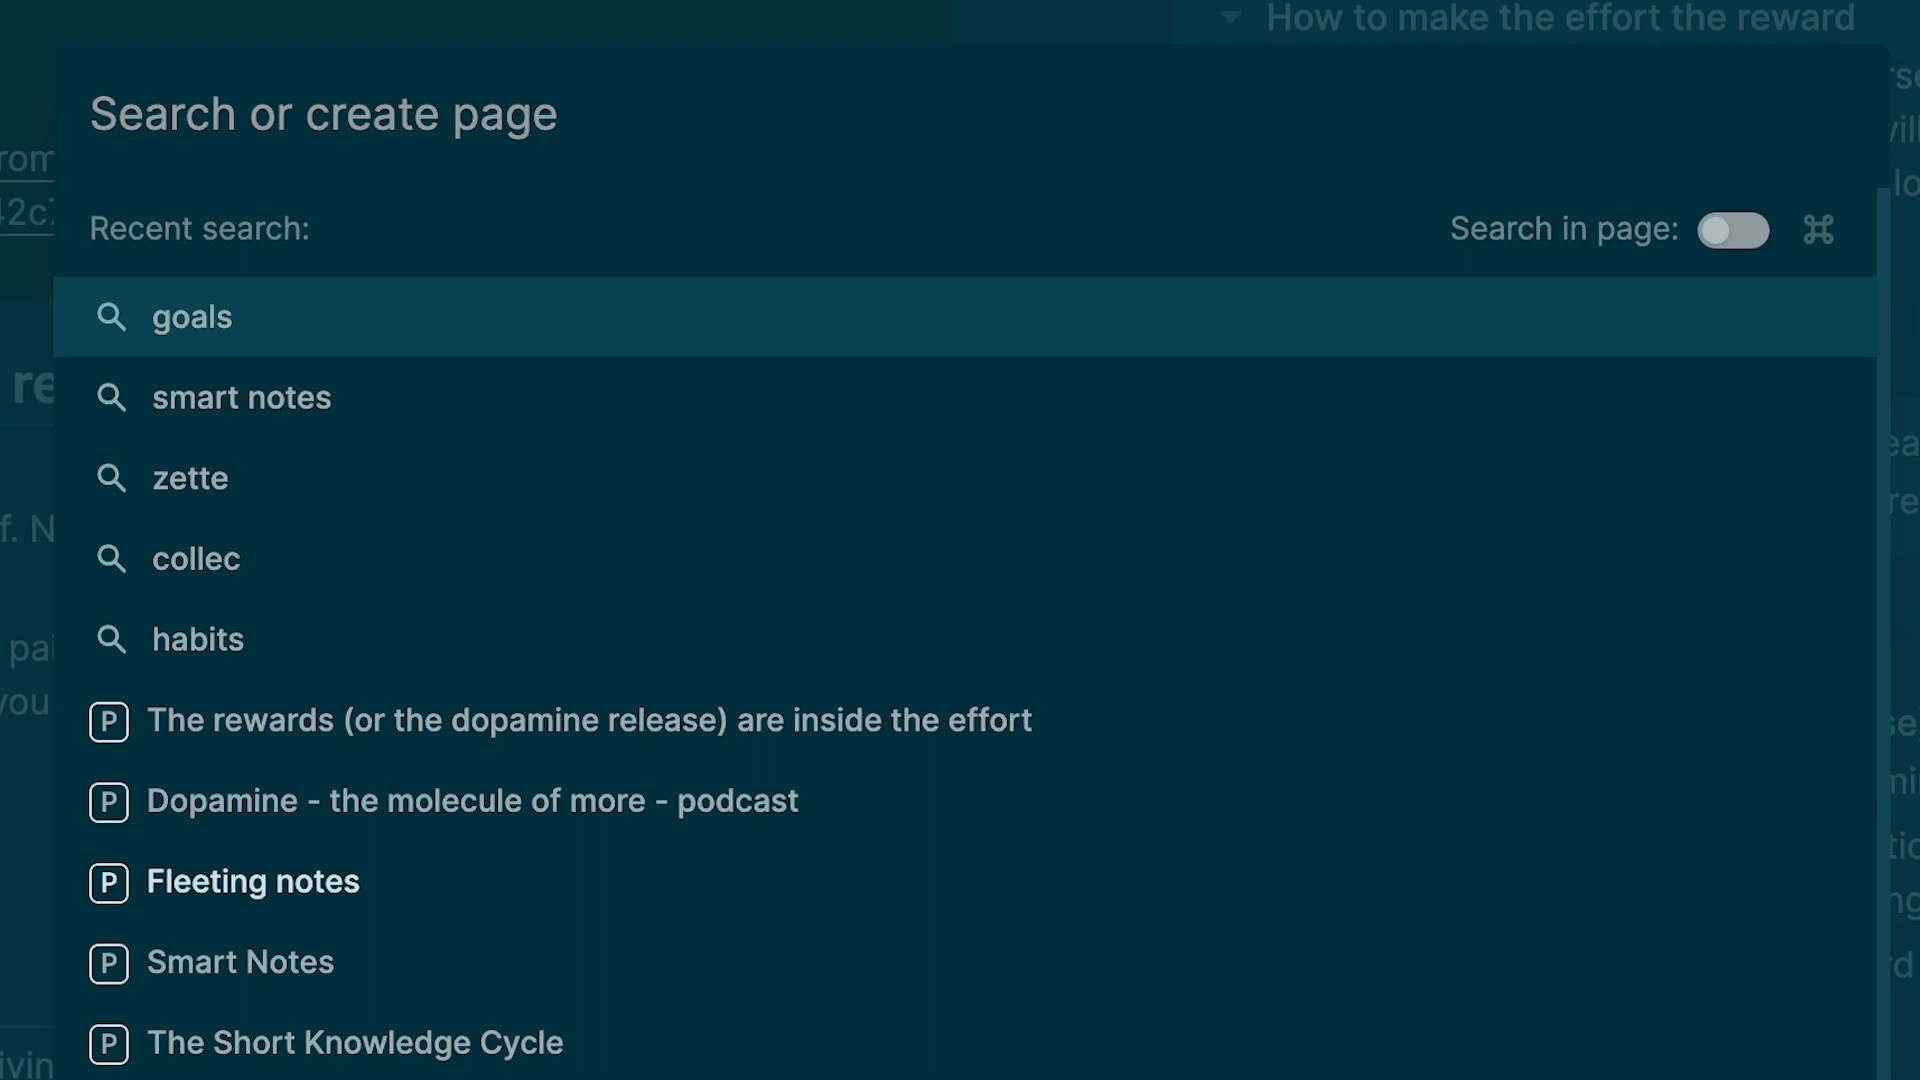 How to make the effort the reward
Search or create page
Recent search:
Search in page:
goals
smart notes
zette
collec
habits
P The rewards (or the dopamine release) are inside the effort
P Dopamine - the molecule of more - podcast
P Fleeting notes
P Smart Notes
P The Short Knowledge Cycle